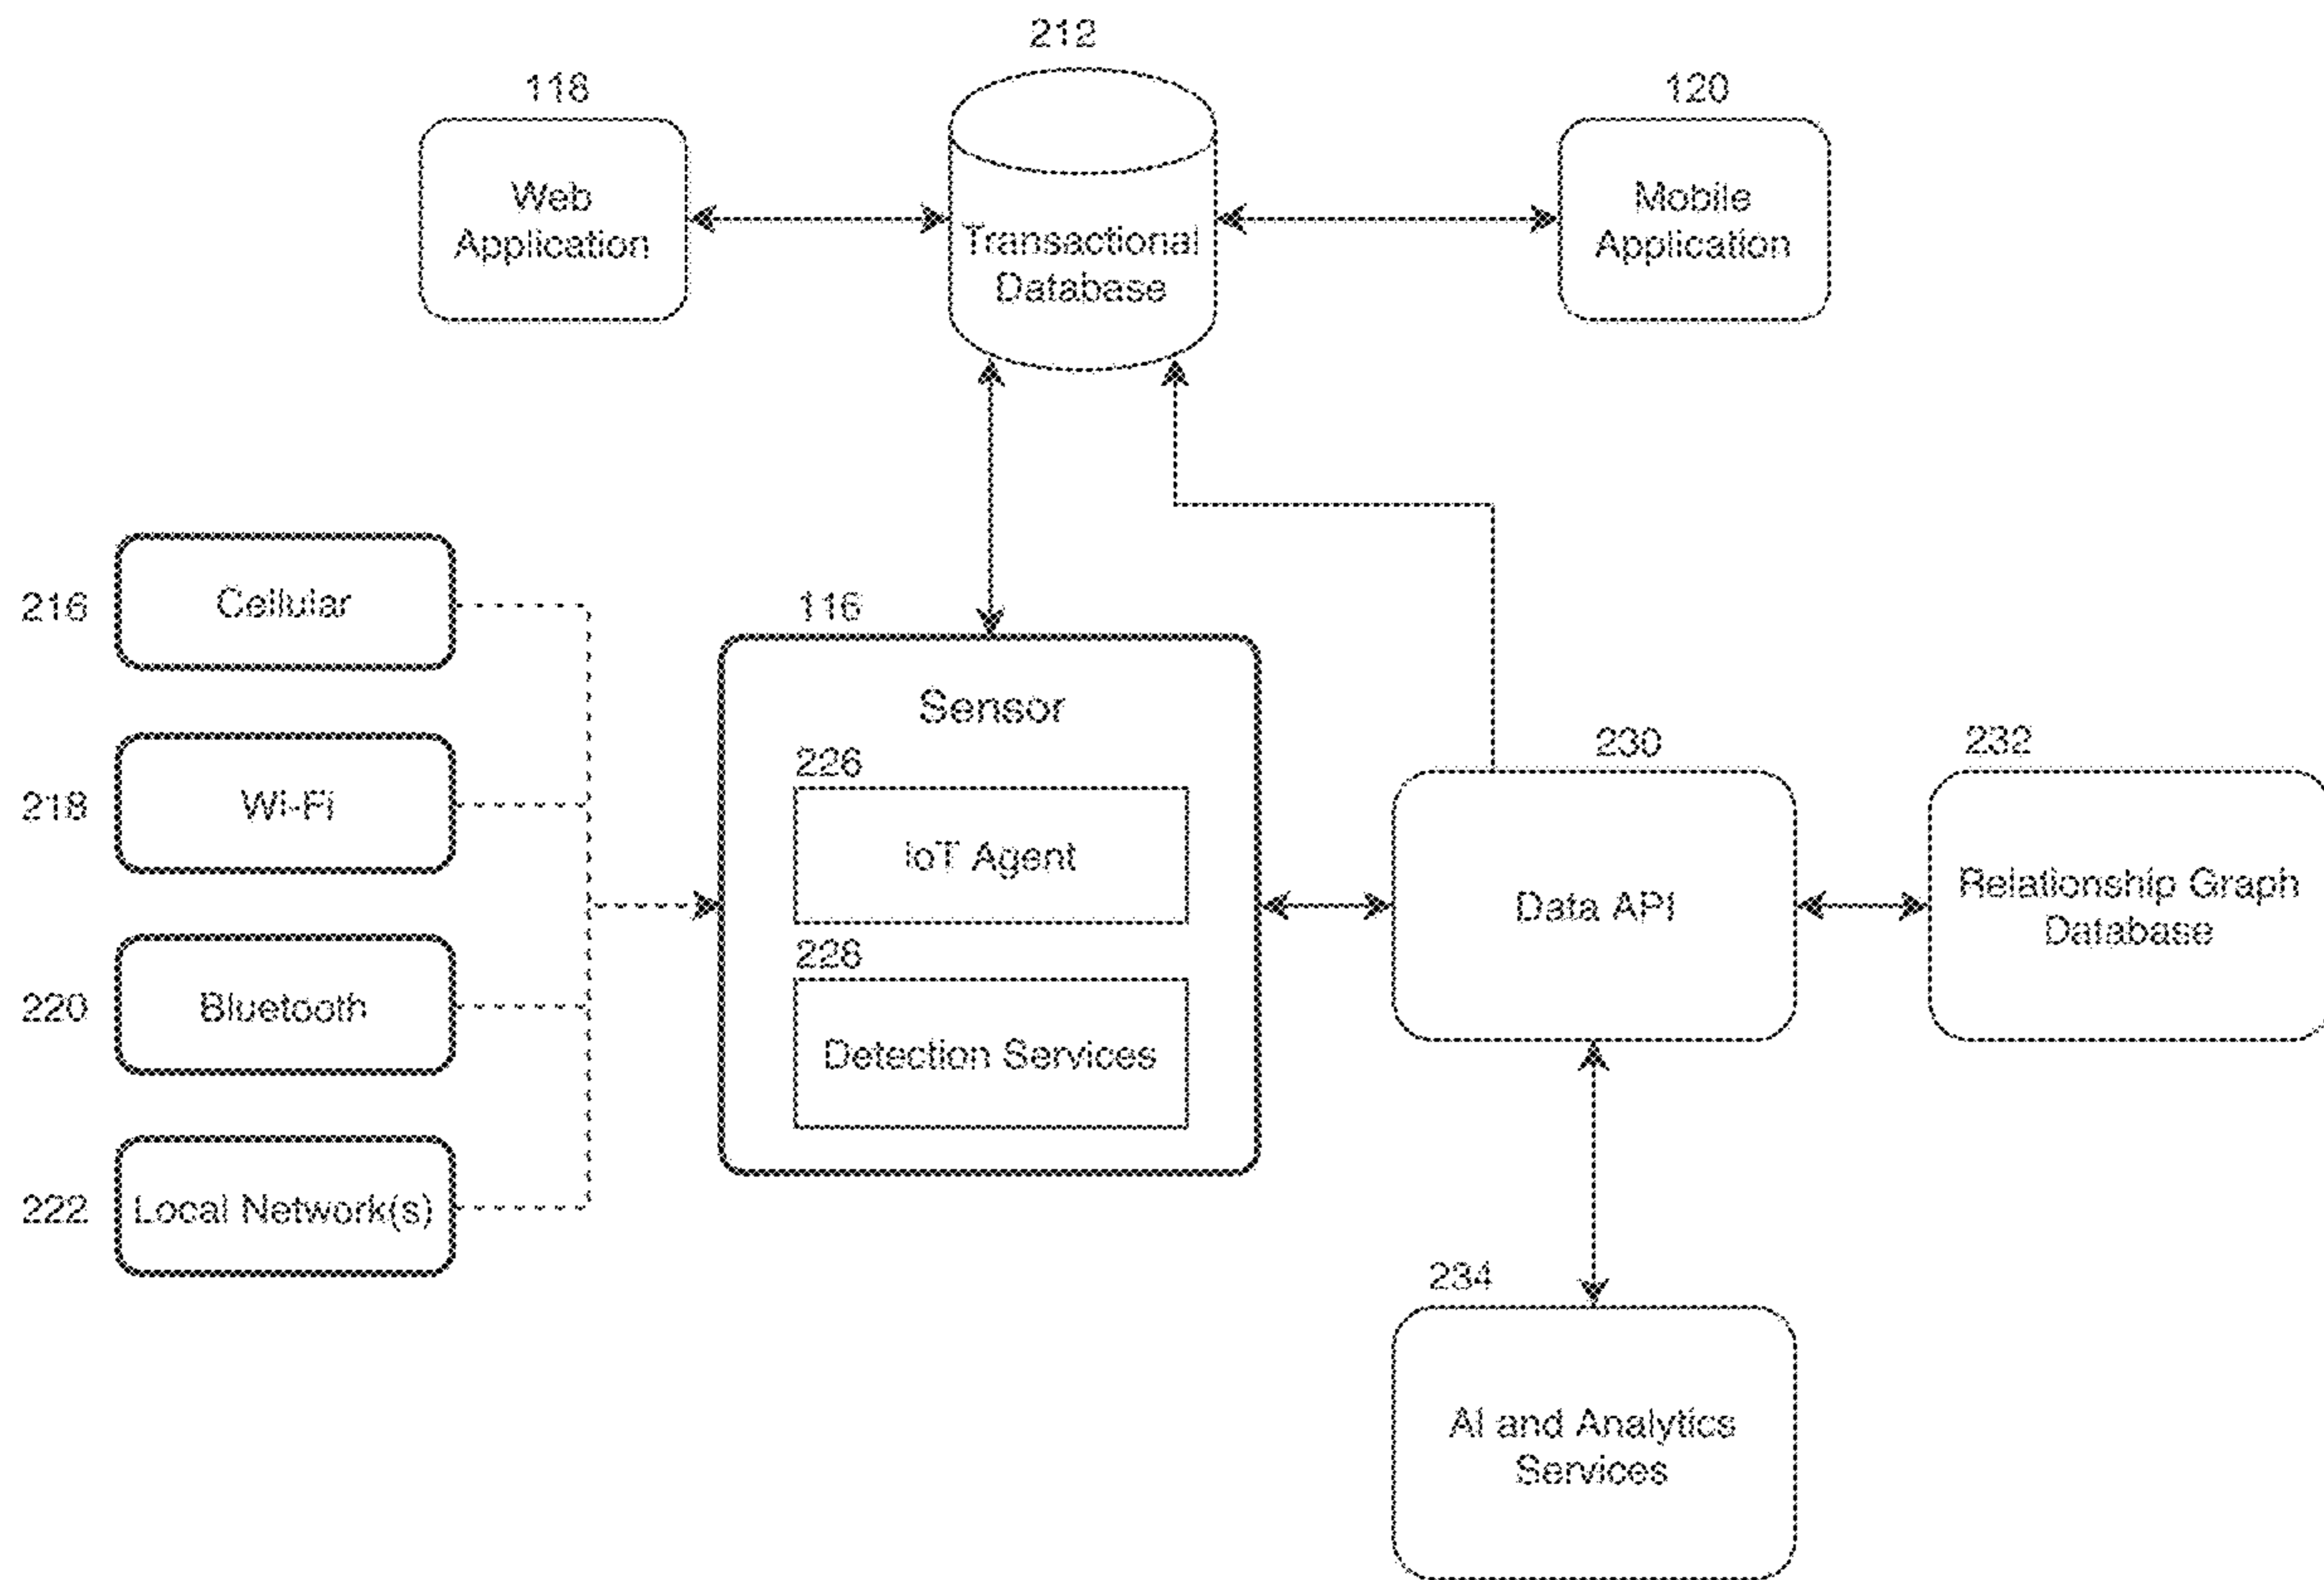 212
118
120
Web
Application
Transactional
Database
Mobile
Application
216
Cellular
116
Sensor
218
Wi-Fi
226
IoT Agent
230
Data API
232
Relationship Graph
Database
220
Bluetooth
228
Detection Services
222
Local Network(s)
234
AI and Analytics
Services